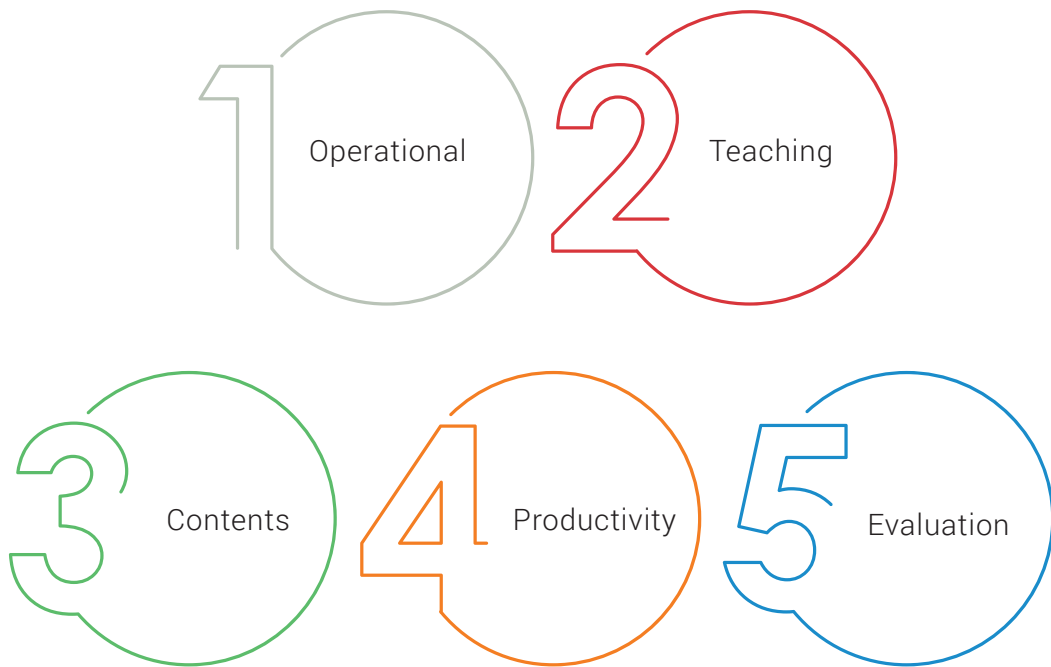 1 Operational
2 Teaching
3 Contents
4 Productivity
5 Evaluation